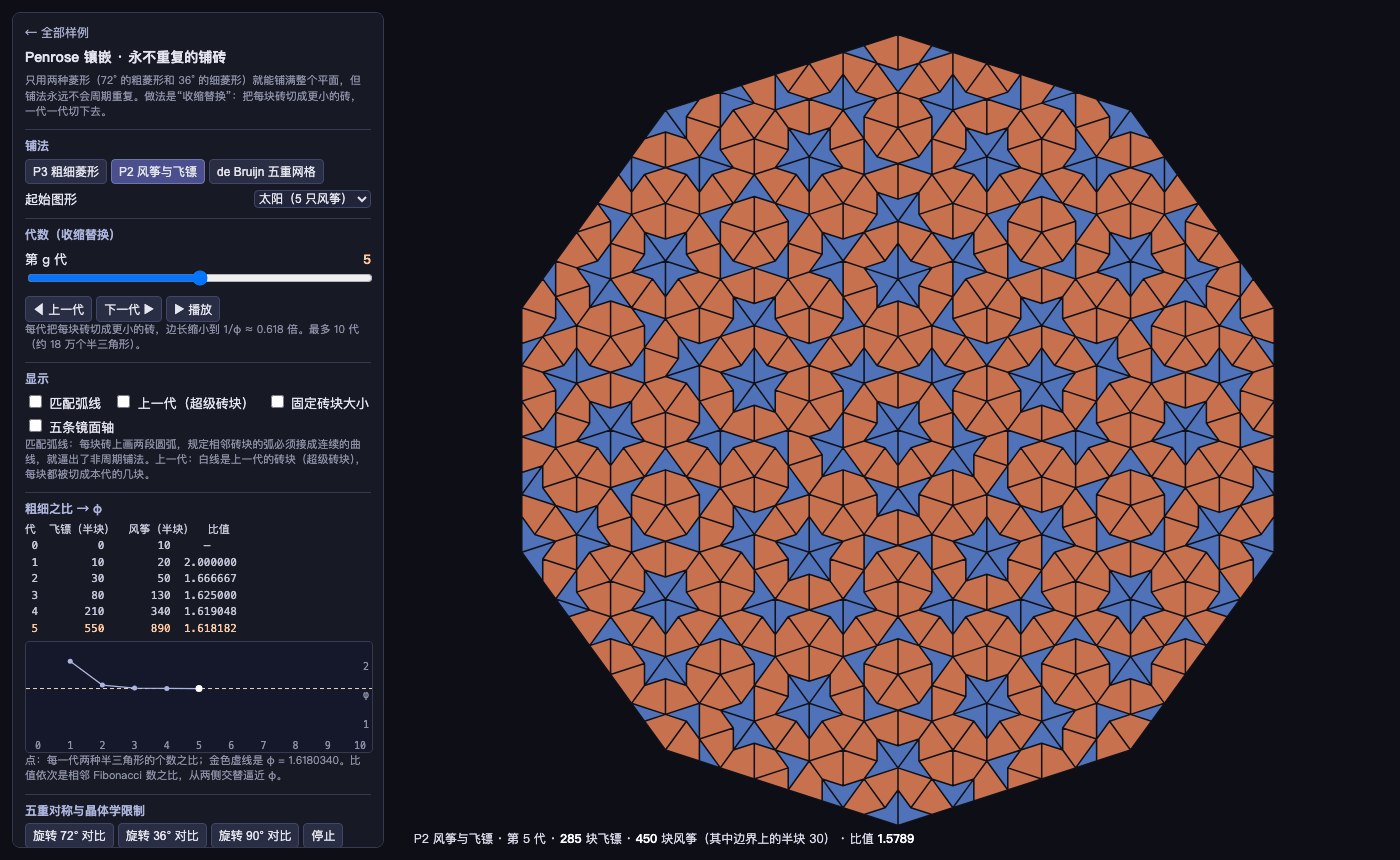 ← 全部样例
Penrose 镶嵌 · 永不重复的铺砖
只用两种菱形（72° 的粗菱形和 36° 的细菱形）就能铺满整个平面，但
铺法永远不会周期重复。做法是“收缩替换”：把每块砖切成更小的砖，
一代一代切下去。
铺法
P3 粗细菱形 P2 风筝与飞镖 de Bruijn 五重网格
起始图形 太阳（5 只风筝）
代数（收缩替换）
第 g 代 5
◀ 上一代 下一代 ▶ ▶ 播放
每代把每块砖切成更小的砖，边长缩小到 1/φ ≈ 0.618 倍。最多 10 代
（约 18 万个半三角形）。
显示
匹配弧线 上一代（超级砖块） 固定砖块大小
五条镜面轴
匹配弧线：每块砖上画两段圆弧，规定相邻砖块的弧必须接成连续的曲
线，就逼出了非周期铺法。上一代：白线是上一代的砖块（超级砖块），
每块都被切成本代的几块。
粗细之比 → φ
代 飞镖（半块） 风筝（半块） 比值
0 0 10 —
1 10 20 2.000000
2 30 50 1.666667
3 80 130 1.625000
4 210 340 1.619048
5 550 890 1.618182
2
φ
1
0 1 2 3 4 5 6 7 8 9 10
点：每一代两种半三角形的个数之比；金色虚线是 φ = 1.6180340。比
值依次是相邻 Fibonacci 数之比，从两侧交替逼近 φ。
五重对称与晶体学限制
旋转 72° 对比 旋转 36° 对比 旋转 90° 对比 停止
P2 风筝与飞镖 · 第 5 代 · 285 块飞镖 · 450 块风筝（其中边界上的半块 30） · 比值 1.5789